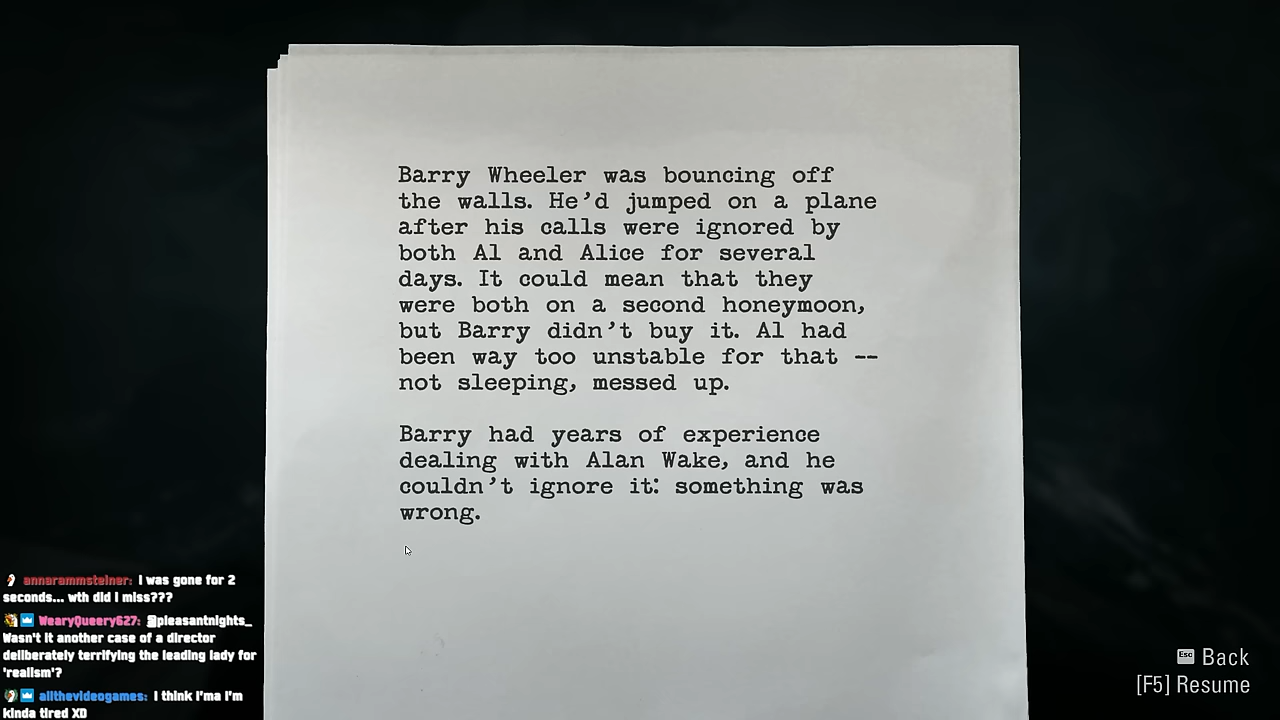 Barry Wheeler was bouncing off
the walls. He’d jumped on a plane
after his calls were ignored by
both Al and Alice for several
days. It could mean that they
were both on a second honeymoon,
but Barry didn’t buy it. Al had
been way too unstable for that --
not sleeping, messed up.
Barry had years of experience
dealing with Alan Wake, and he
couldn’t ignore it: something was
wrong.
annarammsteiner: I was gone for 2
seconds... wth did I miss???
WearyQueery627: @pleasantnights_
Wasn't it another case of a director
deliberately terrifying the leading lady for
'realism'?
allthevideogames: I think I'ma I'm
kinda tired XD
Esc Back
[F5] Resume